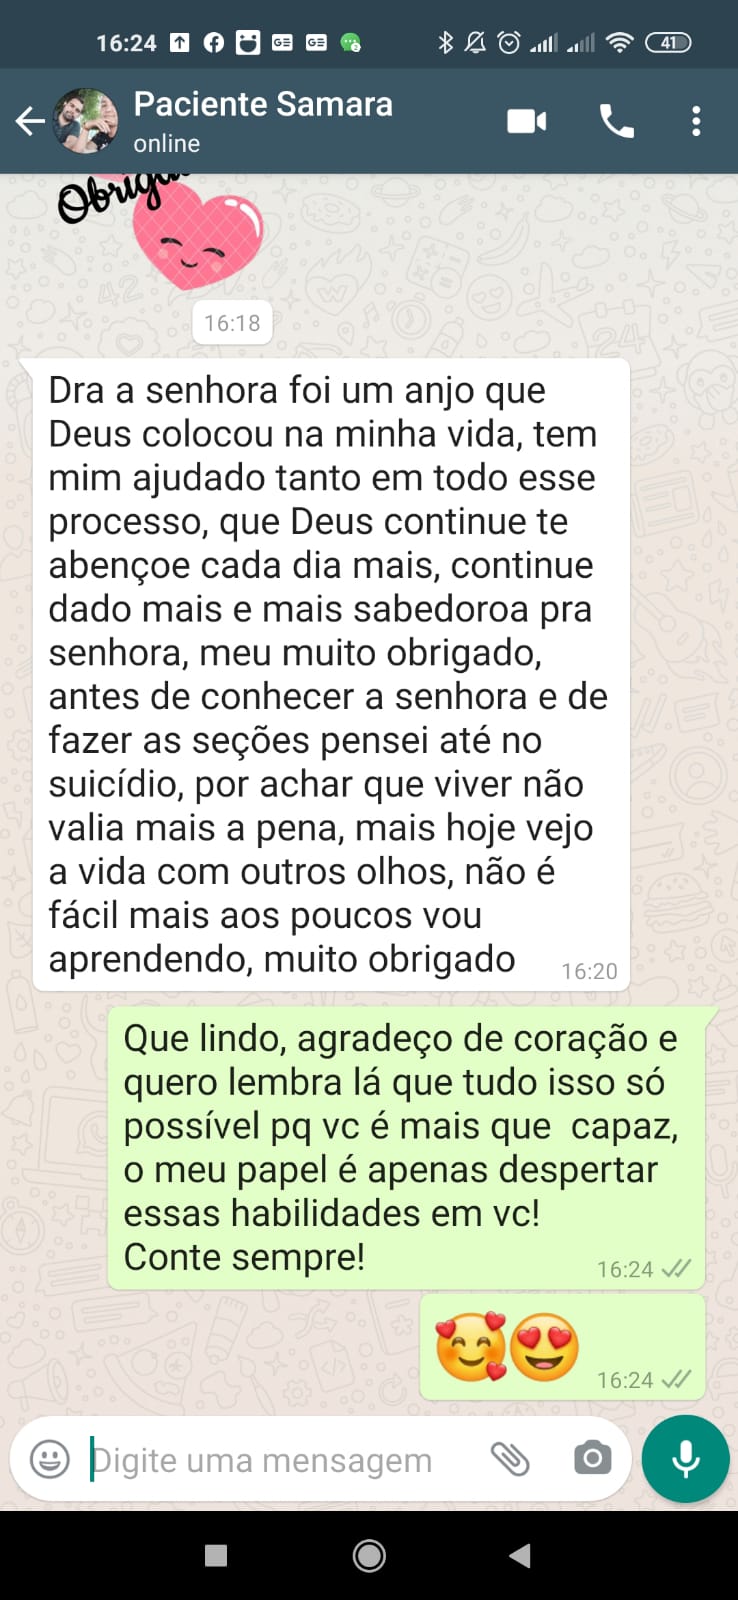 16:24
41
Paciente Samara
online
Obrigu
16:18
Dra a senhora foi um anjo que
Deus colocou na minha vida, tem
mim ajudado tanto em todo esse
processo, que Deus continue te
abençoe cada dia mais, continue
dado mais e mais sabedoroa pra
senhora, meu muito obrigado,
antes de conhecer a senhora e de
fazer as seções pensei até no
suicídio, por achar que viver não
valia mais a pena, mais hoje vejo
a vida com outros olhos, não é
fácil mais aos poucos vou
aprendendo, muito obrigado
16:20
Que lindo, agradeço de coração e
quero lembra lá que tudo isso só
possível pq vc é mais que  capaz,
o meu papel é apenas despertar
essas habilidades em vc!
Conte sempre!
16:24
16:24
Digite uma mensagem